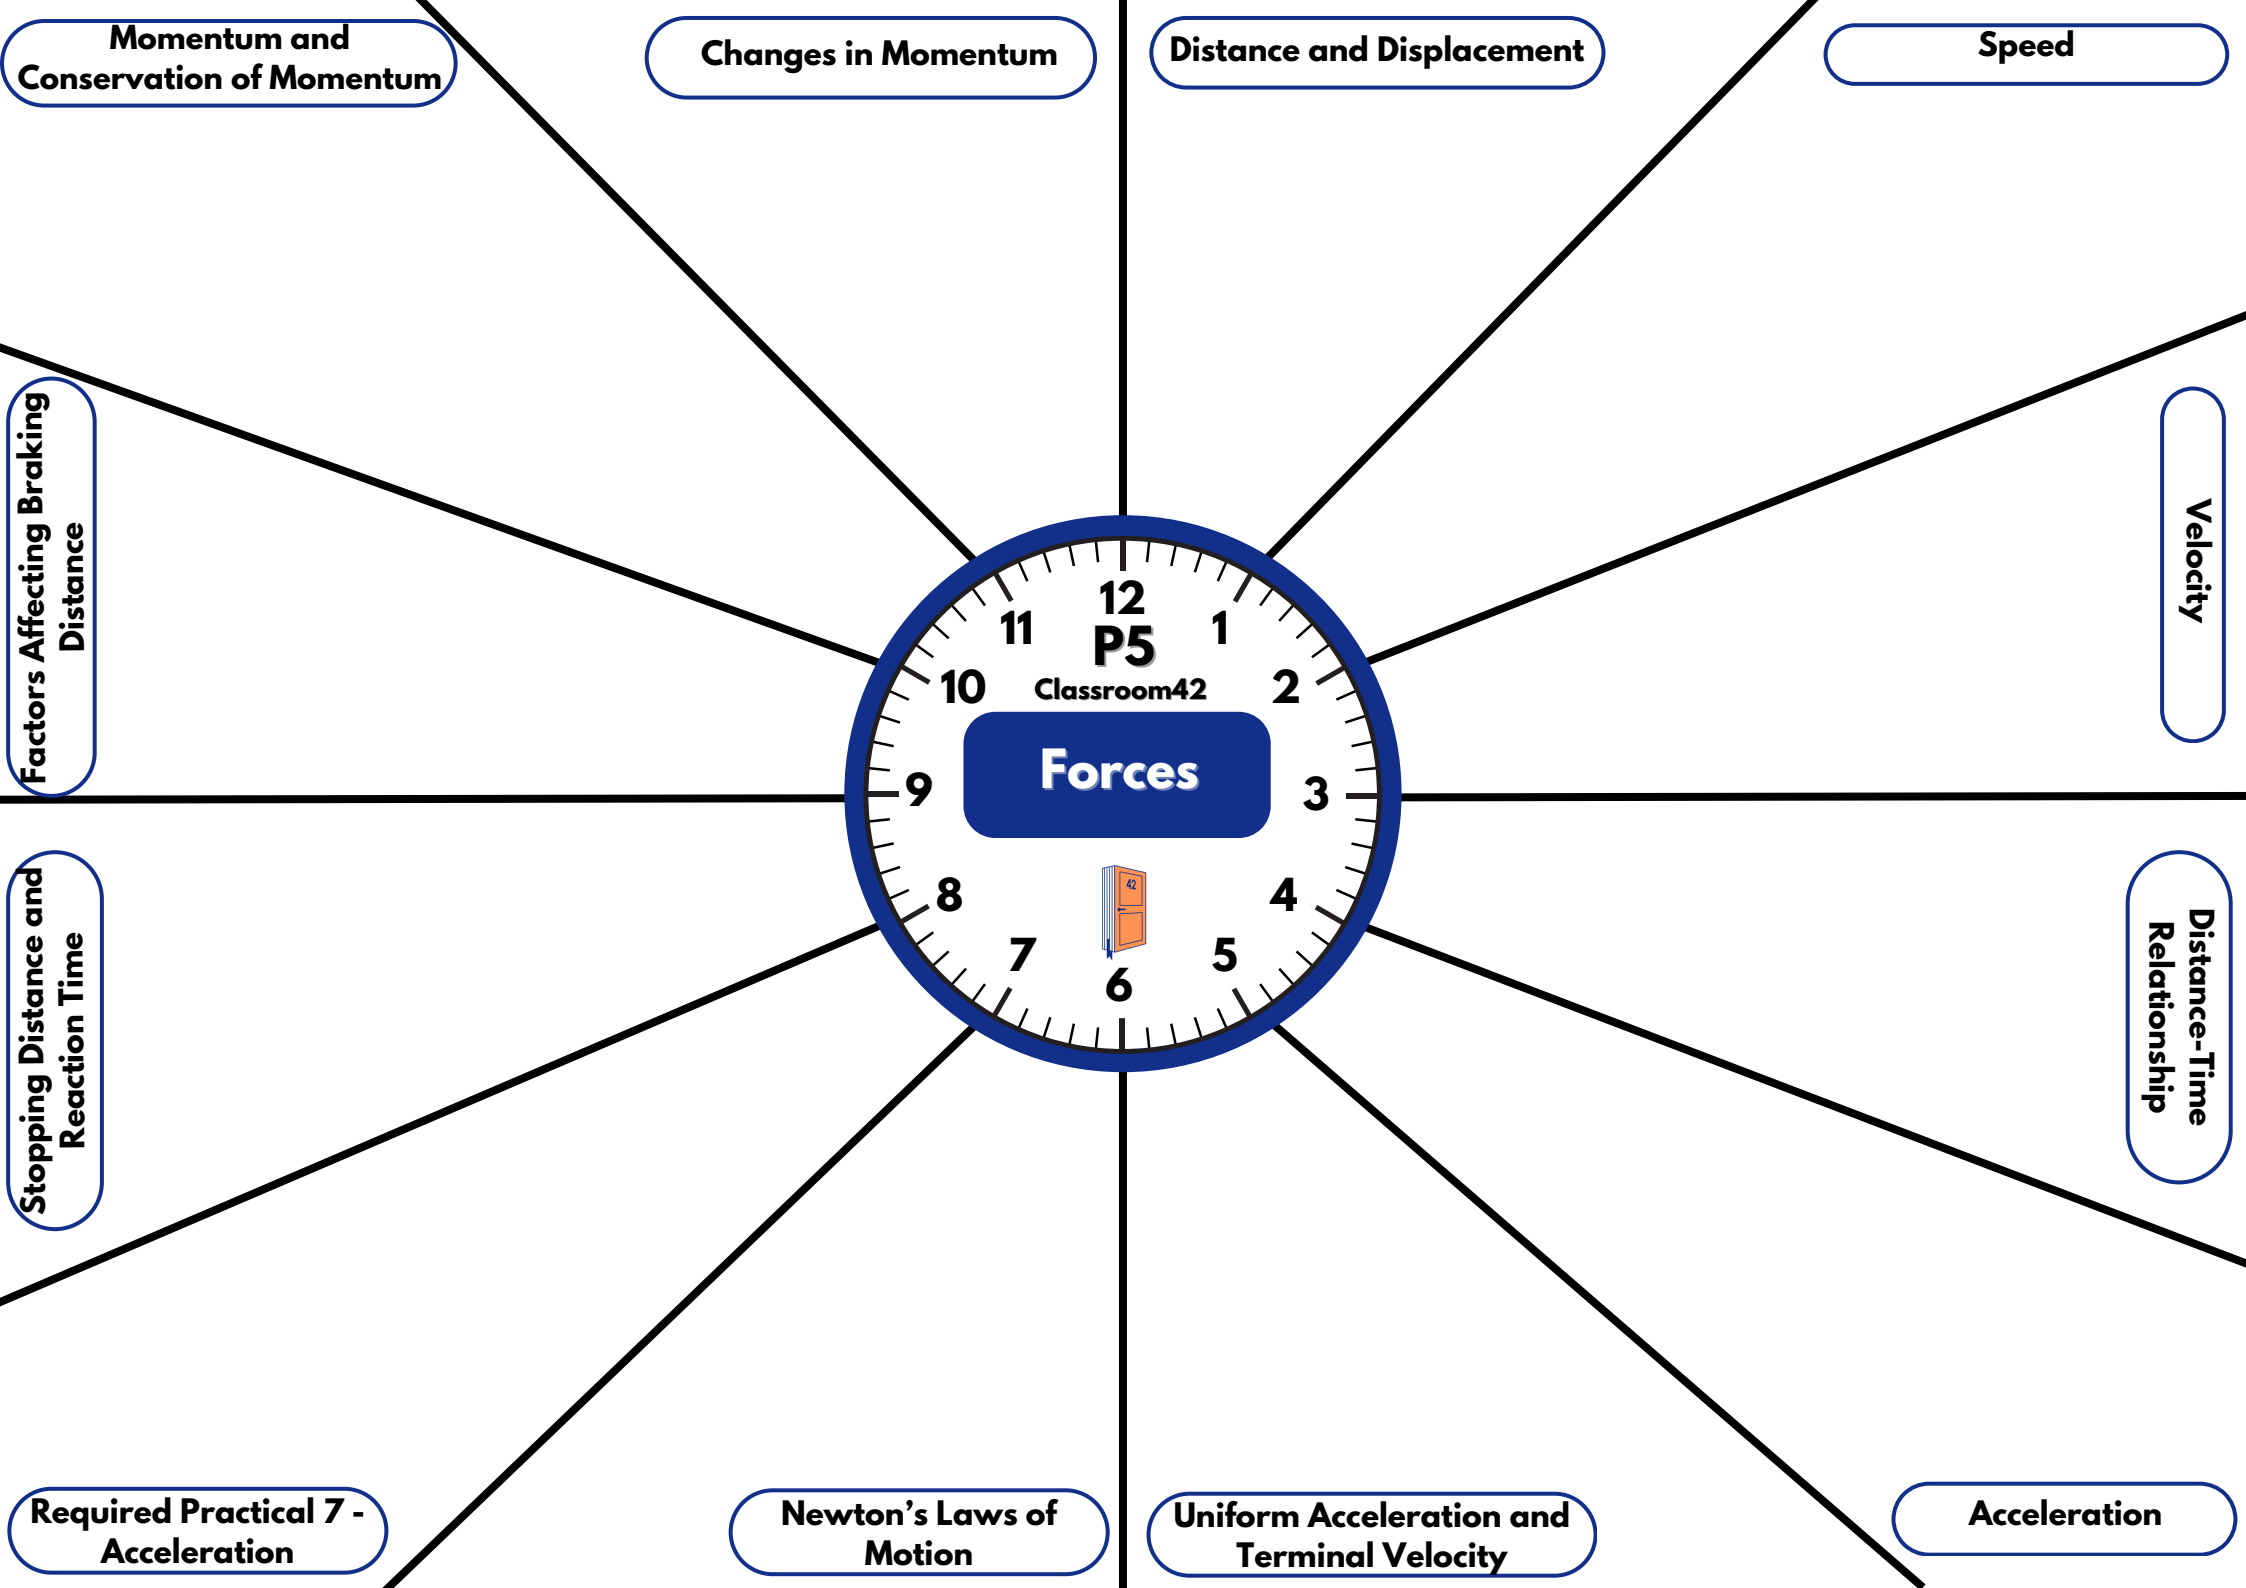 Momentum and
Conservation of Momentum
Changes in Momentum
Distance and Displacement
Speed
Velocity
Distance-Time
Relationship
Acceleration
Uniform Acceleration and
Terminal Velocity
Newton’s Laws of
Motion
Required Practical 7 -
Acceleration
Stopping Distance and
Reaction Time
Factors Affecting Braking
Distance
12
11
1
P5
10
2
Classroom42
Forces
9
3
42
8
4
7
5
6